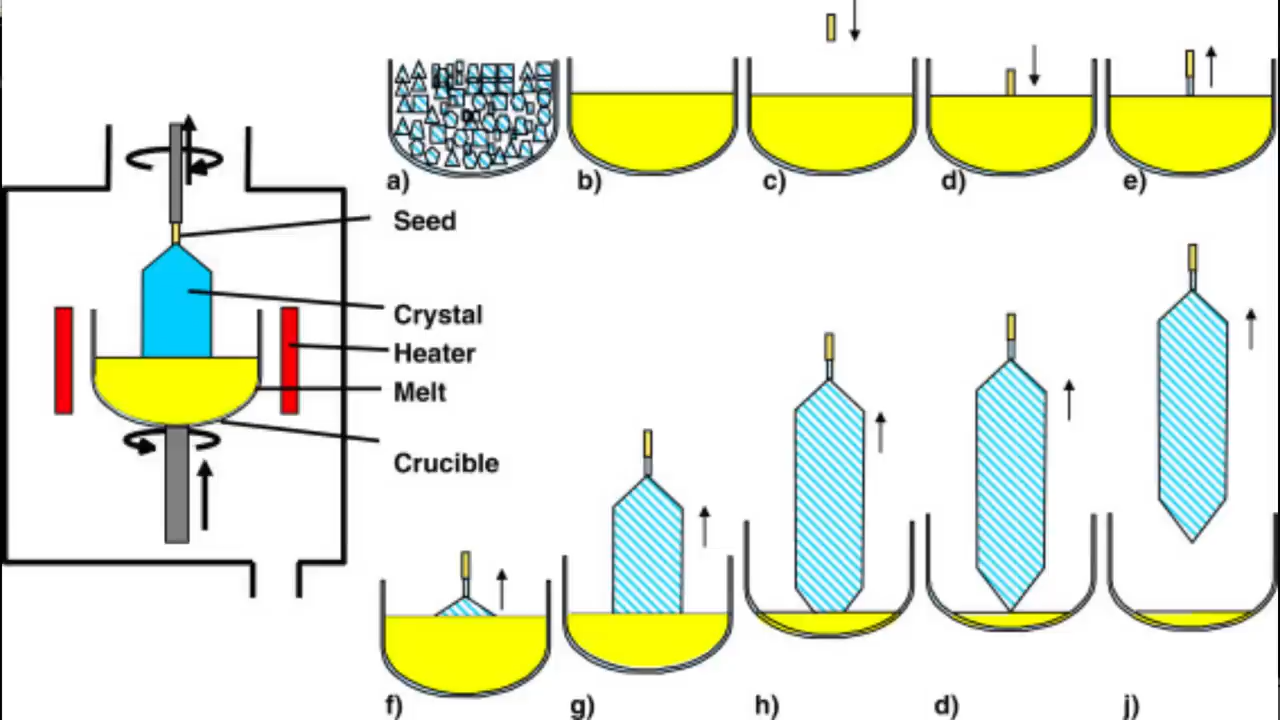 a)
b)
c)
d)
e)
Seed
Crystal
Heater
Melt
Crucible
f)
g)
h)
d)
j)